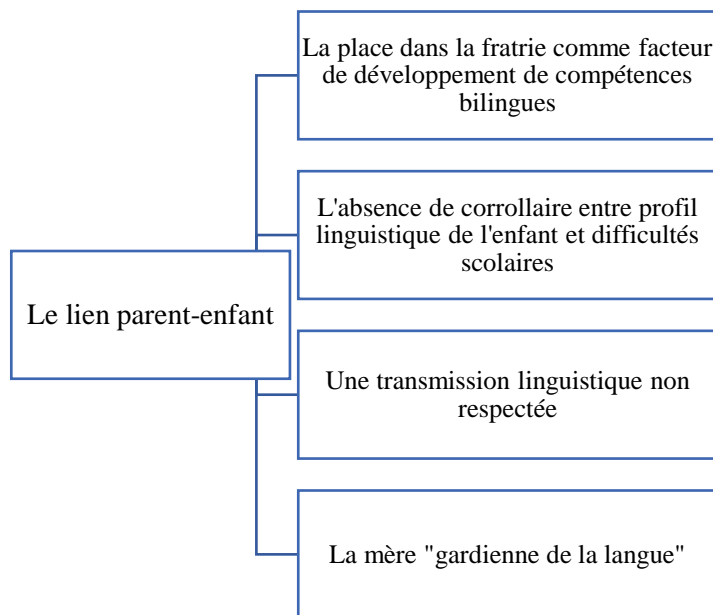 La place dans la fratrie comme facteur
de développement de compétences
bilingues
L'absence de corrollaire entre profil
linguistique de l'enfant et difficultés
scolaires
Le lien parent-enfant
Une transmission linguistique non
respectée
La mère "gardienne de la langue"